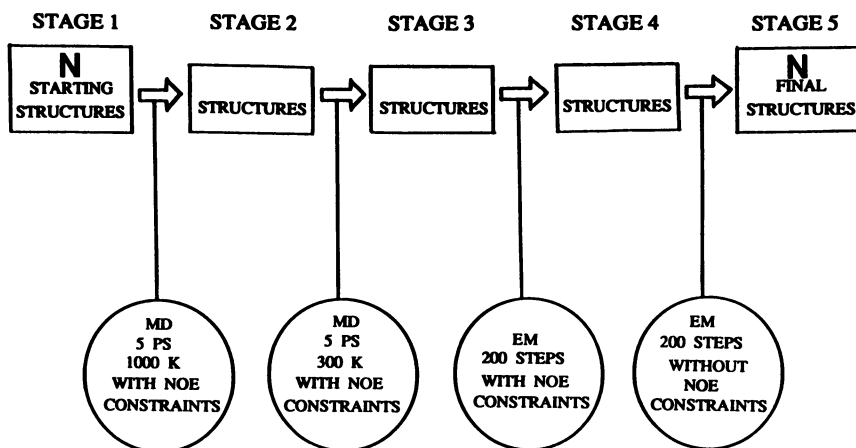 STAGE 1
STAGE 2
STAGE 3
STAGE 4
STAGE 5
N
STARTING
STRUCTURES
STRUCTURES
STRUCTURES
STRUCTURES
N
FINAL
STRUCTURES
MD
5 PS
1000 K
WITH NOE
CONSTRAINTS
MD
5 PS
300 K
WITH NOE
CONSTRAINTS
EM
200 STEPS
WITH NOE
CONSTRAINTS
EM
200 STEPS
WITHOUT
NOE
CONSTRAINTS